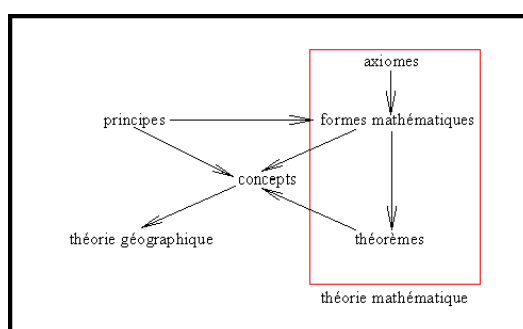 axiomes
principes
formes mathématiques
concepts
théorie géographique
théorèmes
théorie mathématique